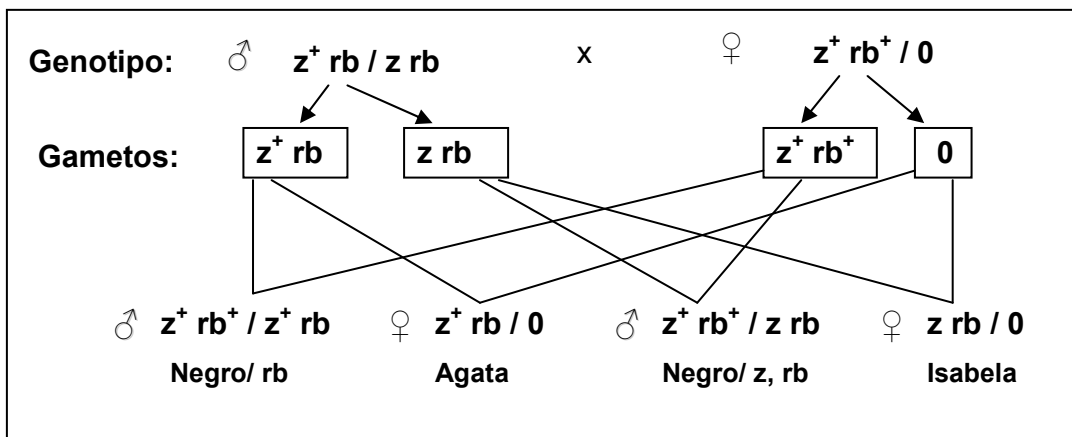 Genotipo: ♂ z⁺ rb / z rb x ♀ z⁺ rb⁺ / 0
Gametos: z⁺ rb z rb z⁺ rb⁺ 0
♂ z⁺ rb⁺ / z⁺ rb ♀ z⁺ rb / 0 ♂ z⁺ rb⁺ / z rb ♀ z rb / 0
Negro/ rb Agata Negro/ z, rb Isabela